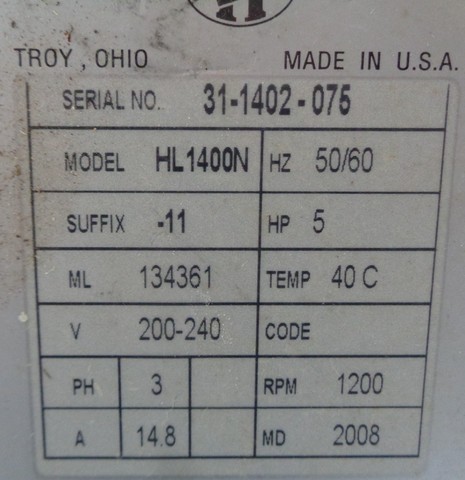 TROY, OHIO MADE IN U.S.A.
SERIAL NO. 31-1402-075
MODEL HL1400N HZ 50/60
SUFFIX -11 HP 5
ML 134361 TEMP 40 C
V 200-240 CODE
PH 3 RPM 1200
A 14.8 MD 2008